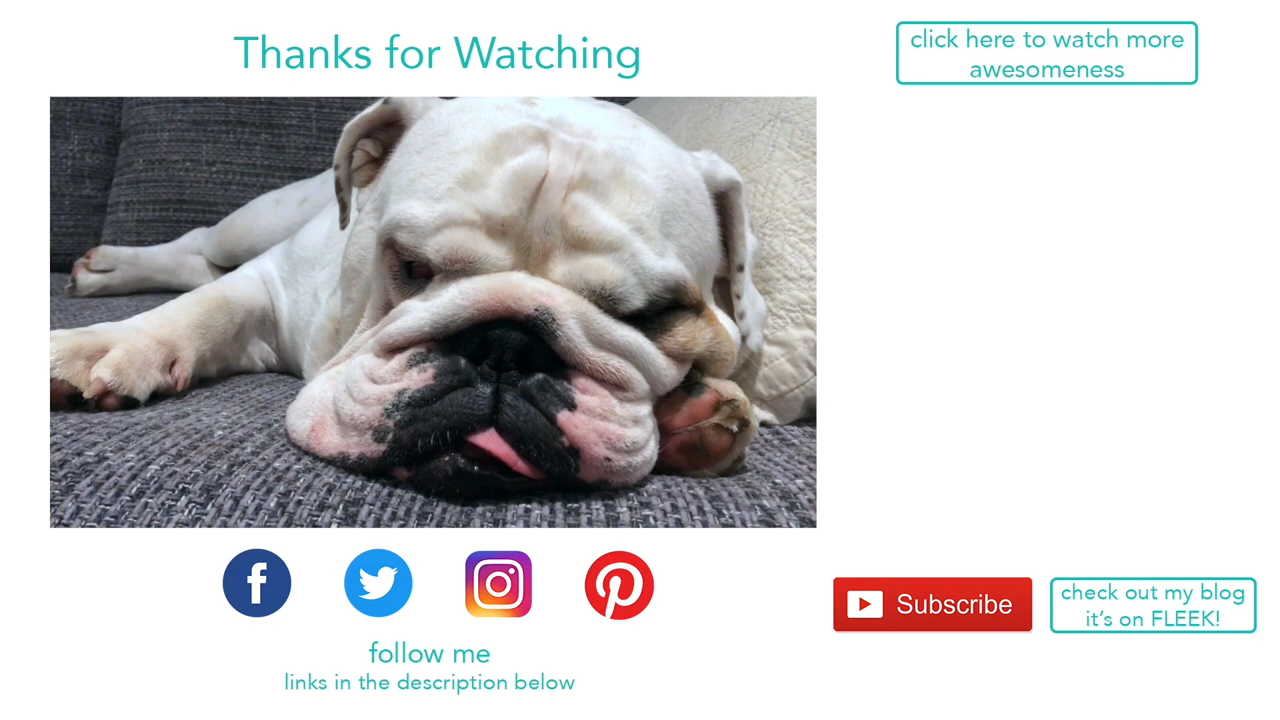 Thanks for Watching
click here to watch more
awesomeness
Subscribe
check out my blog
it's on FLEEK!
follow me
links in the description below